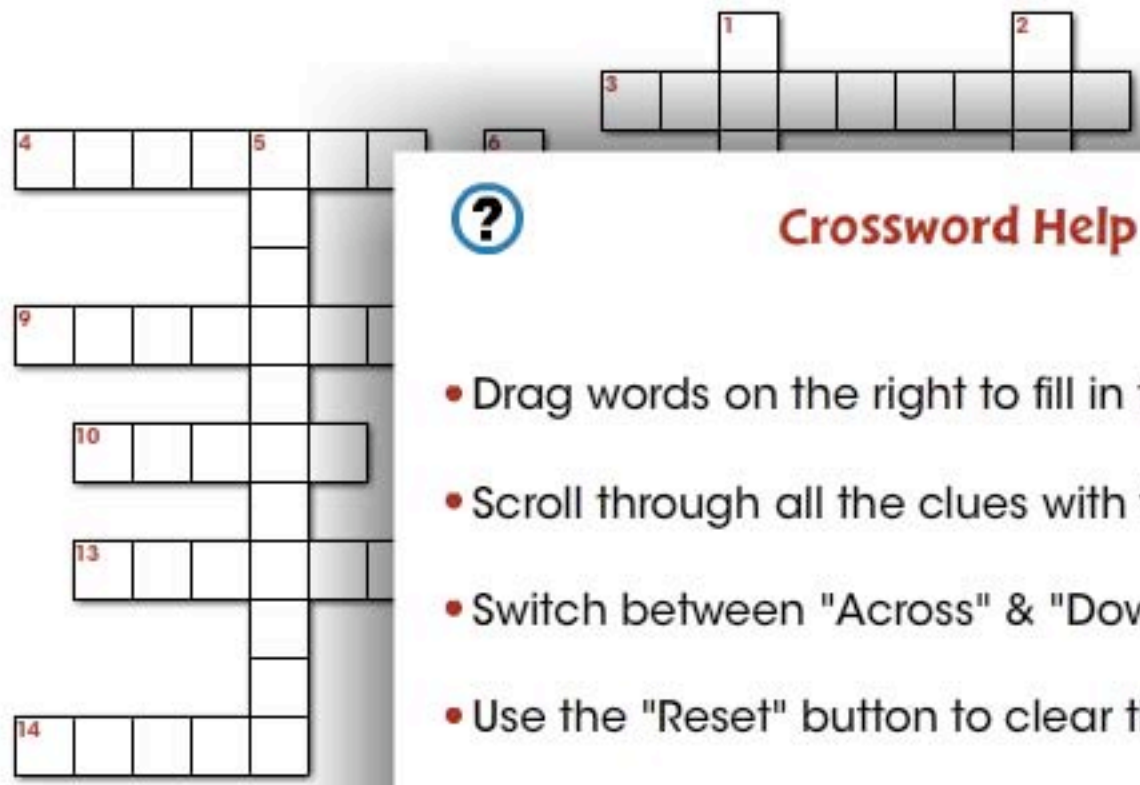 1
2
3
4
5
6
?
Crossword Help
9
• Drag words on the right to fill in
10
• Scroll through all the clues with
13
• Switch between "Across" & "Dow
• Use the "Reset" button to clear t
14